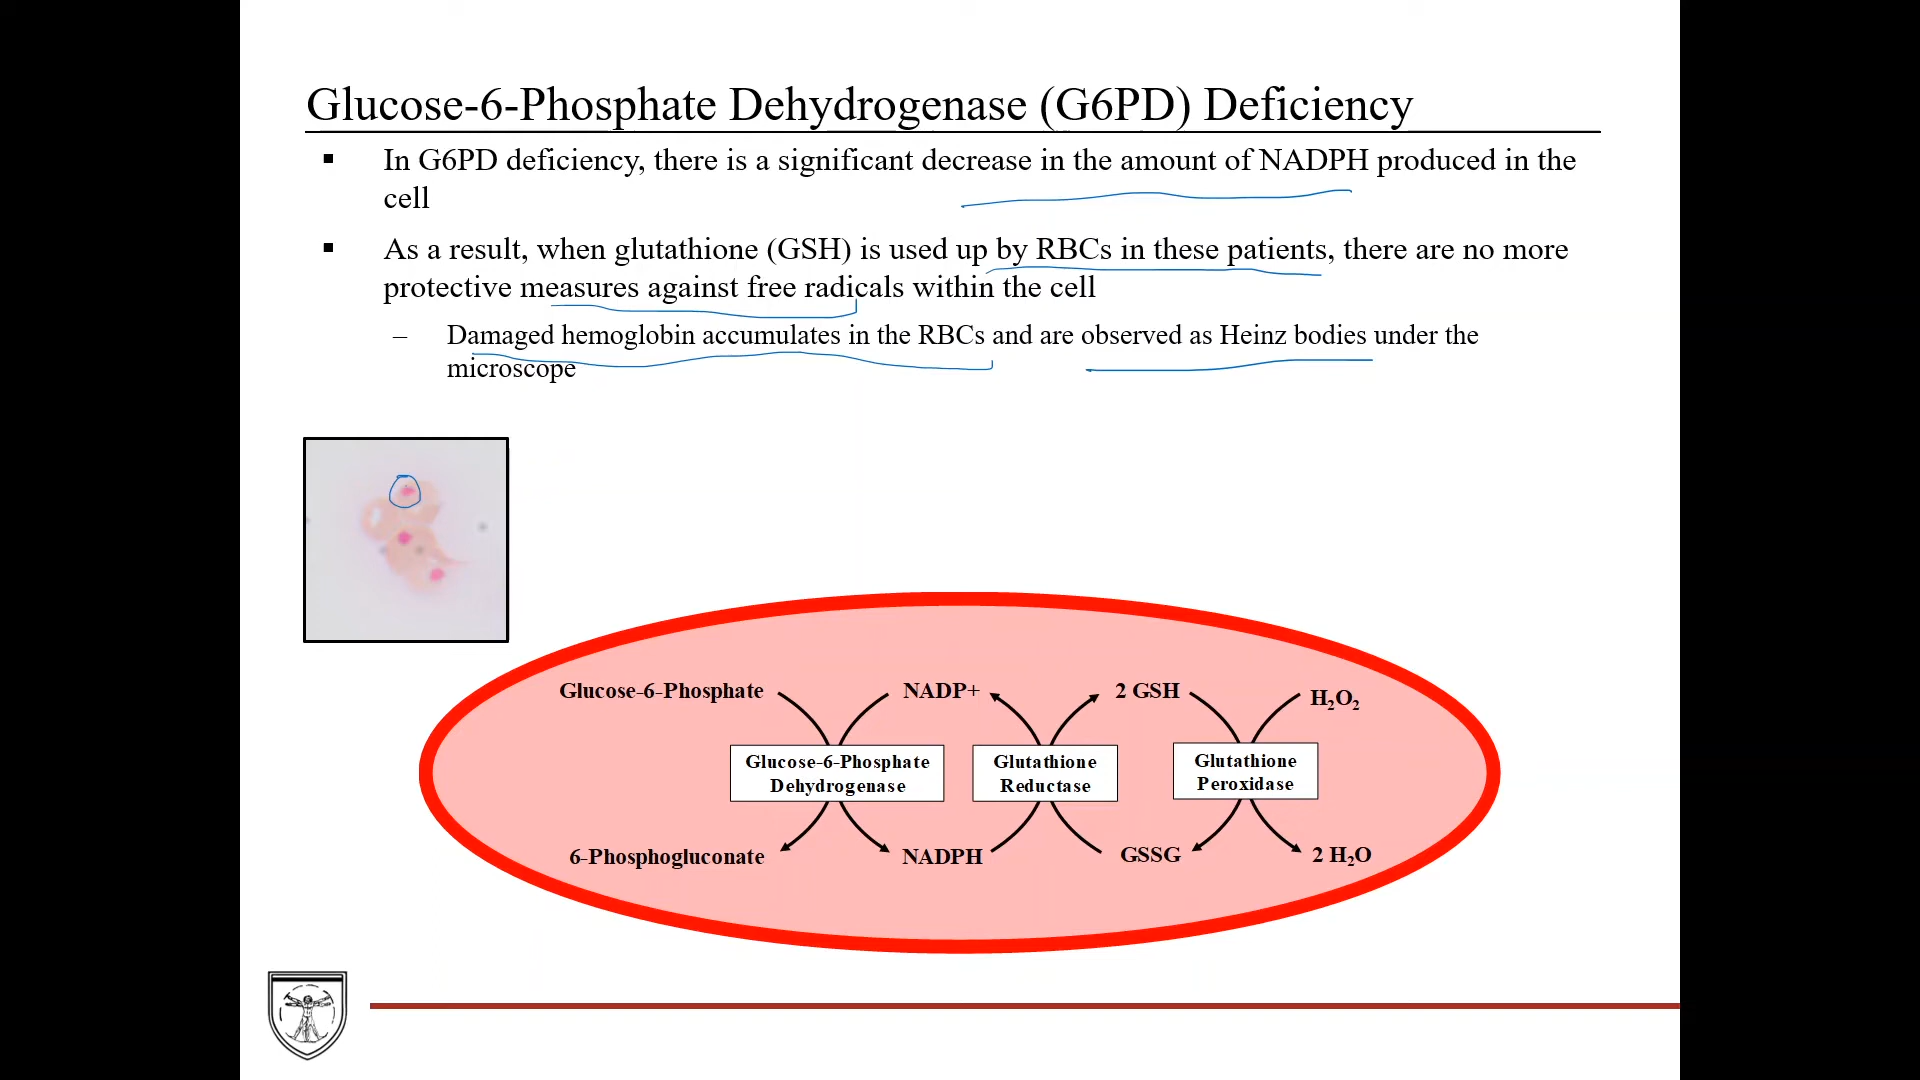 Glucose-6-Phosphate Dehydrogenase (G6PD) Deficiency
▪ In G6PD deficiency, there is a significant decrease in the amount of NADPH produced in the
cell
▪ As a result, when glutathione (GSH) is used up by RBCs in these patients, there are no more
protective measures against free radicals within the cell
– Damaged hemoglobin accumulates in the RBCs and are observed as Heinz bodies under the
microscope
Glucose-6-Phosphate NADP+ 2 GSH H₂O₂
Glucose-6-Phosphate
Dehydrogenase
Glutathione
Reductase
Glutathione
Peroxidase
6-Phosphogluconate NADPH GSSG 2 H₂O